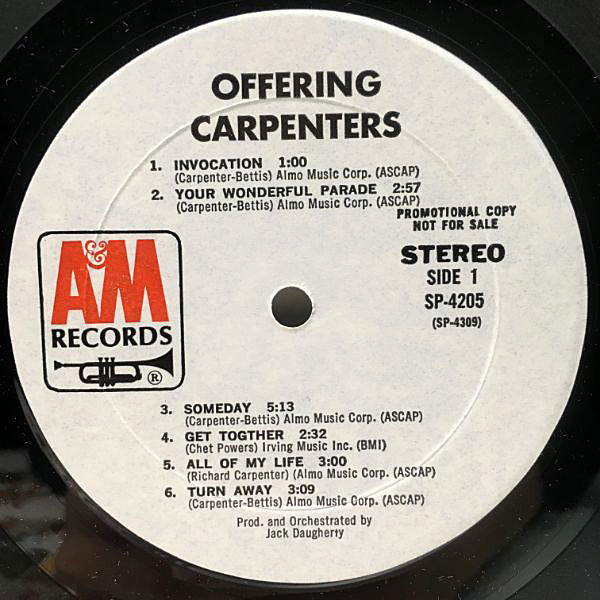 OFFERING
CARPENTERS
1. INVOCATION 1:00
(Carpenter-Bettis) Almo Music Corp. (ASCAP)
2. YOUR WONDERFUL PARADE 2:57
(Carpenter-Bettis) Almo Music Corp. (ASCAP)
PROMOTIONAL COPY
NOT FOR SALE
STEREO
SIDE 1
SP-4205
(SP-4309)
A&M
RECORDS
®
3. SOMEDAY 5:13
(Carpenter-Bettis) Almo Music Corp. (ASCAP)
4. GET TOGTHER 2:32
(Chet Powers) Irving Music Inc. (BMI)
5. ALL OF MY LIFE 3:00
(Richard Carpenter) (Almo Music Corp. (ASCAP)
6. TURN AWAY 3:09
(Carpenter-Bettis) Almo Music Corp. (ASCAP)
Prod. and Orchestrated by
Jack Daugherty